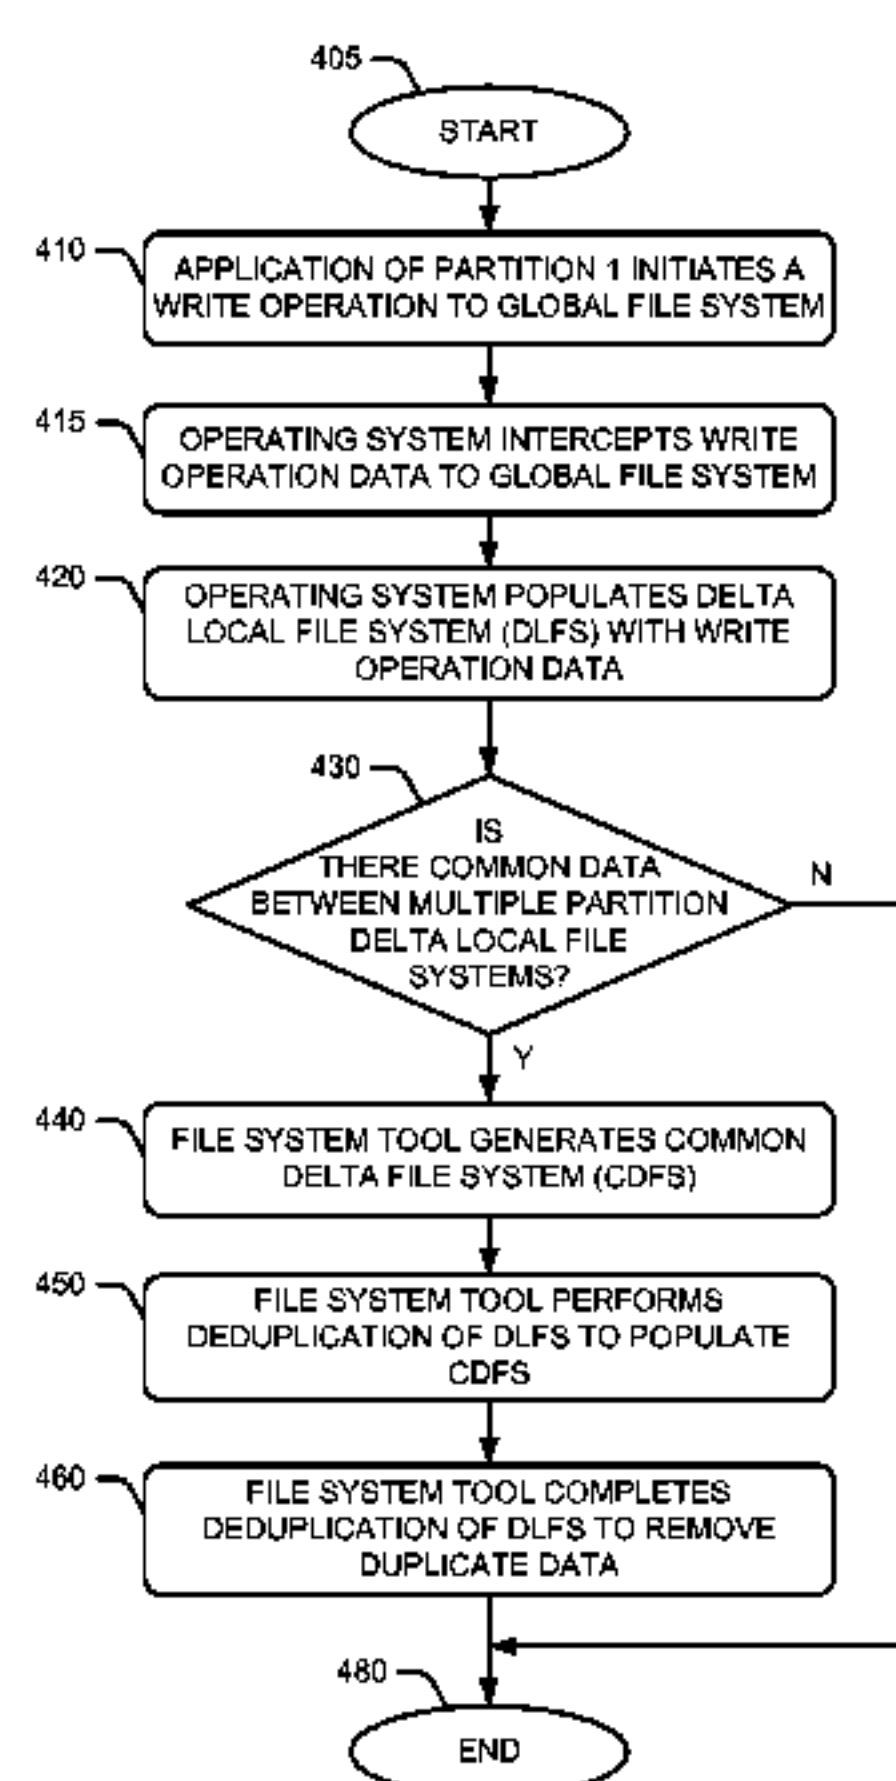 405
START
410
APPLICATION OF PARTITION 1 INITIATES A
WRITE OPERATION TO GLOBAL FILE SYSTEM
415
OPERATING SYSTEM INTERCEPTS WRITE
OPERATION DATA TO GLOBAL FILE SYSTEM
420
OPERATING SYSTEM POPULATES DELTA
LOCAL FILE SYSTEM (DLFS) WITH WRITE
OPERATION DATA
430
IS
THERE COMMON DATA
BETWEEN MULTIPLE PARTITION
DELTA LOCAL FILE
SYSTEMS?
N
Y
440
FILE SYSTEM TOOL GENERATES COMMON
DELTA FILE SYSTEM (CDFS)
450
FILE SYSTEM TOOL PERFORMS
DEDUPLICATION OF DLFS TO POPULATE
CDFS
460
FILE SYSTEM TOOL COMPLETES
DEDUPLICATION OF DLFS TO REMOVE
DUPLICATE DATA
480
END